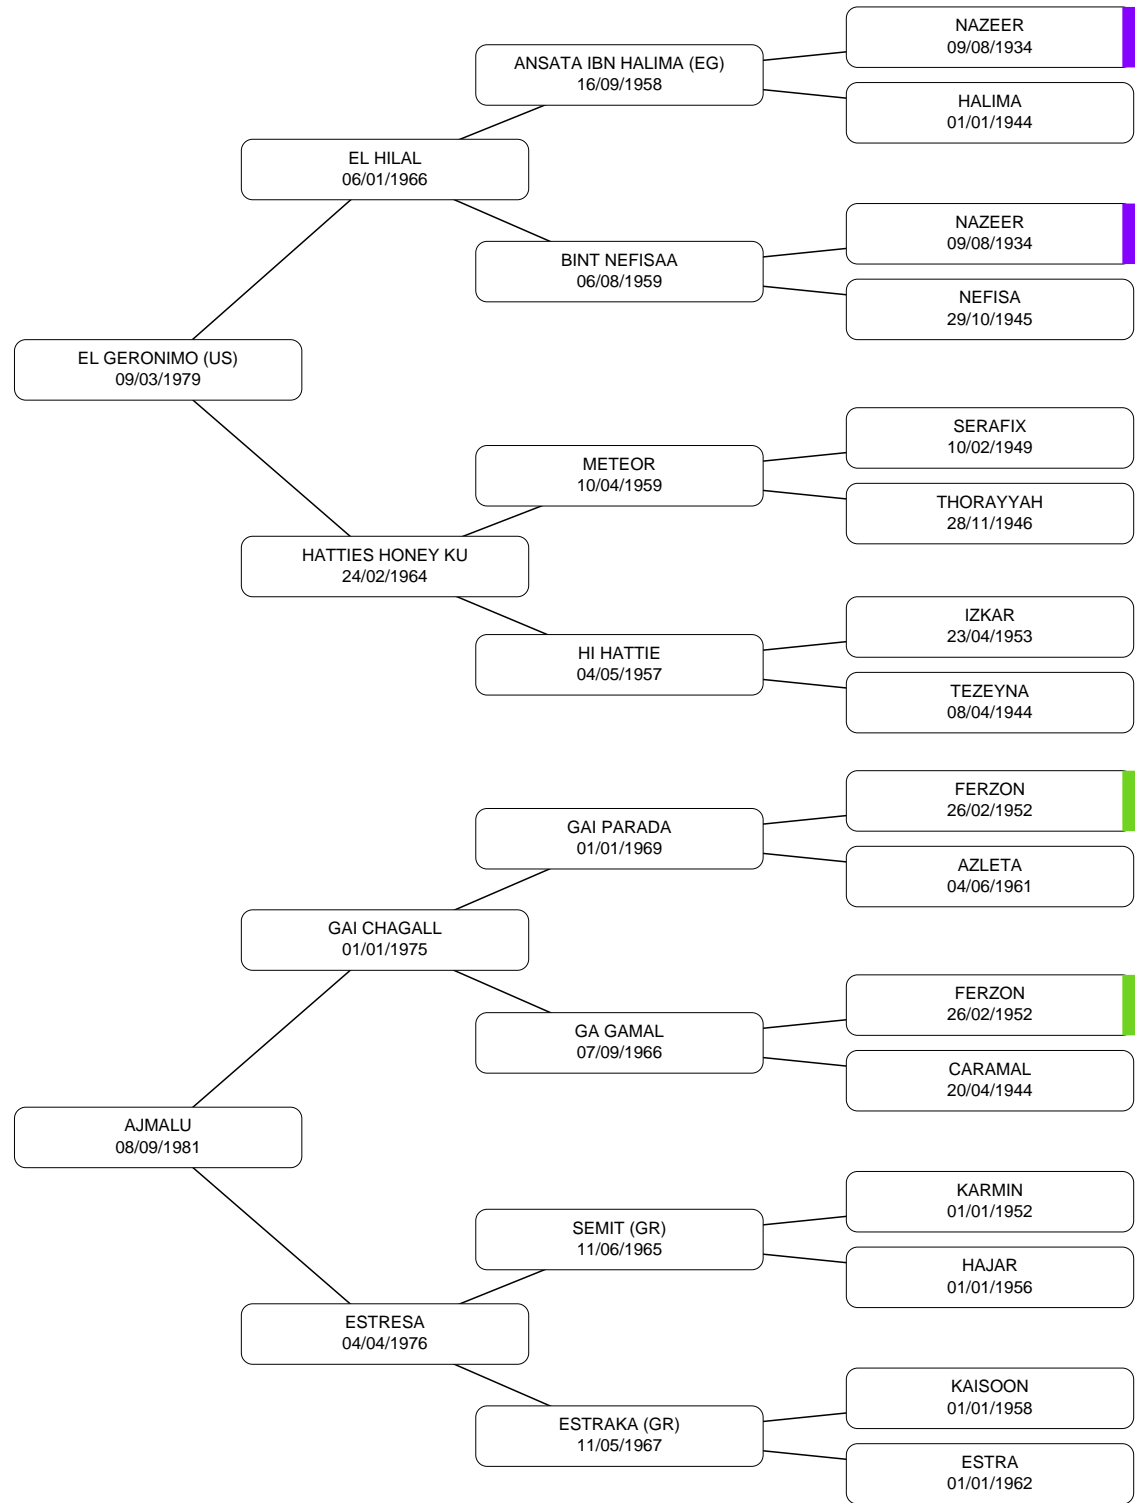 NAZEER
09/08/1934
ANSATA IBN HALIMA (EG)
16/09/1958
HALIMA
01/01/1944
EL HILAL
06/01/1966
NAZEER
09/08/1934
BINT NEFISAA
06/08/1959
NEFISA
29/10/1945
EL GERONIMO (US)
09/03/1979
SERAFIX
10/02/1949
METEOR
10/04/1959
THORAYYAH
28/11/1946
HATTIES HONEY KU
24/02/1964
IZKAR
23/04/1953
HI HATTIE
04/05/1957
TEZEYNA
08/04/1944
FERZON
26/02/1952
GAI PARADA
01/01/1969
AZLETA
04/06/1961
GAI CHAGALL
01/01/1975
FERZON
26/02/1952
GA GAMAL
07/09/1966
CARAMAL
20/04/1944
AJMALU
08/09/1981
KARMIN
01/01/1952
SEMIT (GR)
11/06/1965
HAJAR
01/01/1956
ESTRESA
04/04/1976
KAISOON
01/01/1958
ESTRAKA (GR)
11/05/1967
ESTRA
01/01/1962